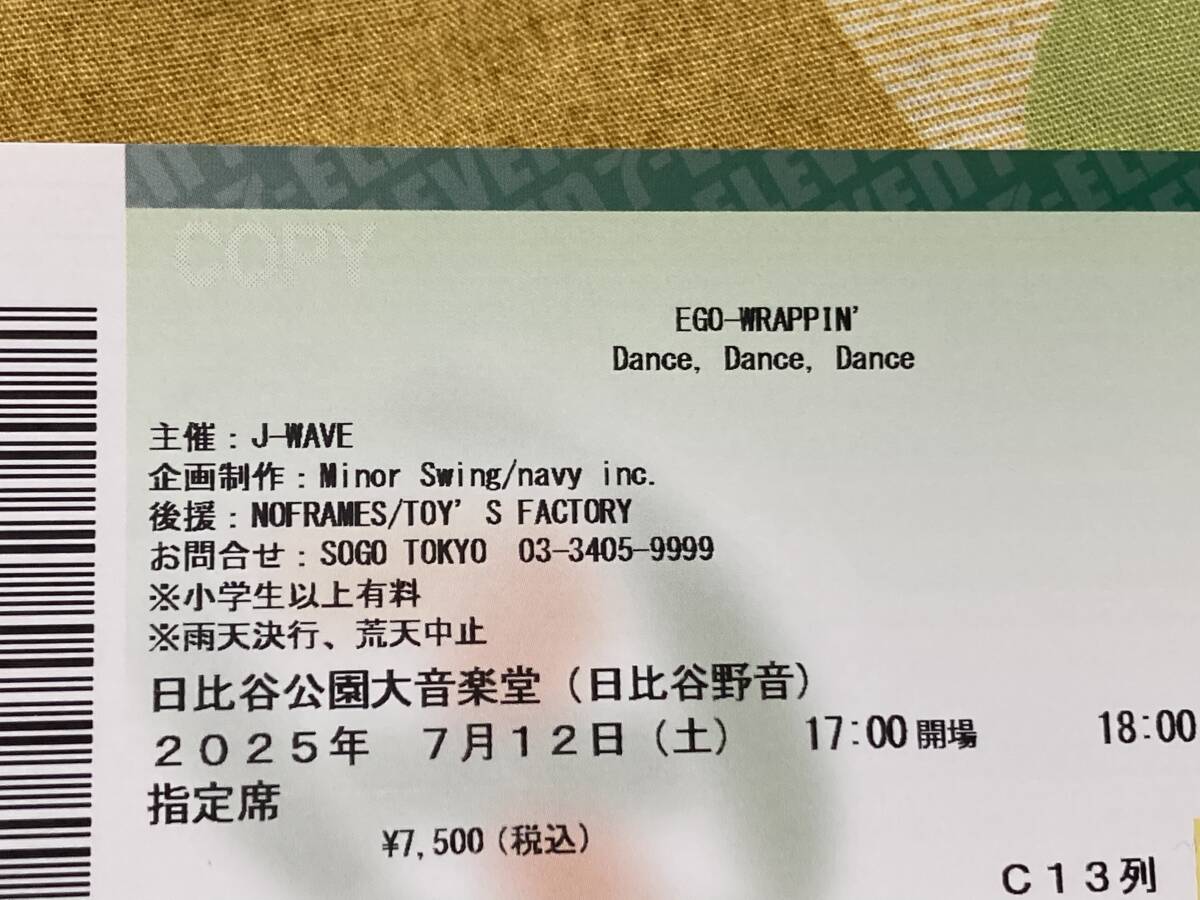 7-ELEVEN 7-ELEVEN
COPY
EGO-WRAPPIN'
Dance, Dance, Dance
主催：J-WAVE
企画制作：Minor Swing/navy inc.
後援：NOFRAMES/TOY'S FACTORY
お問合せ：SOGO TOKYO 03-3405-9999
※小学生以上有料
※雨天決行、荒天中止
日比谷公園大音楽堂（日比谷野音）
２０２５年 ７月１２日（土） 17:00開場 18:00
指定席
¥7,500（税込）
Ｃ１３列